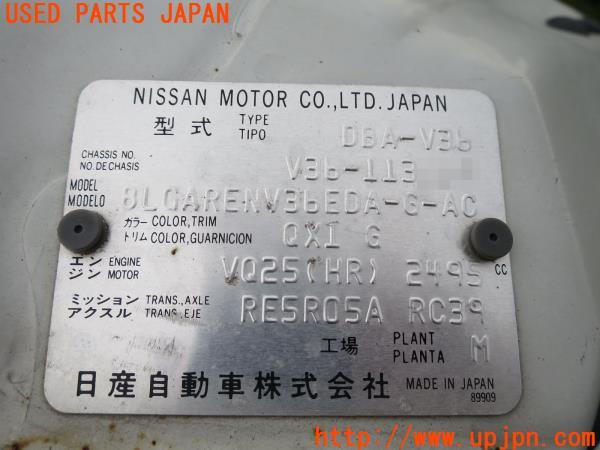 USED PARTS JAPAN
NISSAN MOTOR CO.,LTD. JAPAN
型式 TYPE TIPO DBA-V36
CHASSIS NO. NO.DE CHASIS V36-113
MODEL MODELO BLGARENV36EDA-G-AC
カラー COLOR,TRIM
トリム COLOR,GUARNICION QX1 G
エンジン ENGINE MOTOR VQ25(HR) 2495 CC
ミッション TRANS.,AXLE
アクスル TRANS.,EJE RE5R05A RC39
工場 PLANT PLANTA M
日産自動車株式会社 MADE IN JAPAN
89909
http://www.upjpn.com